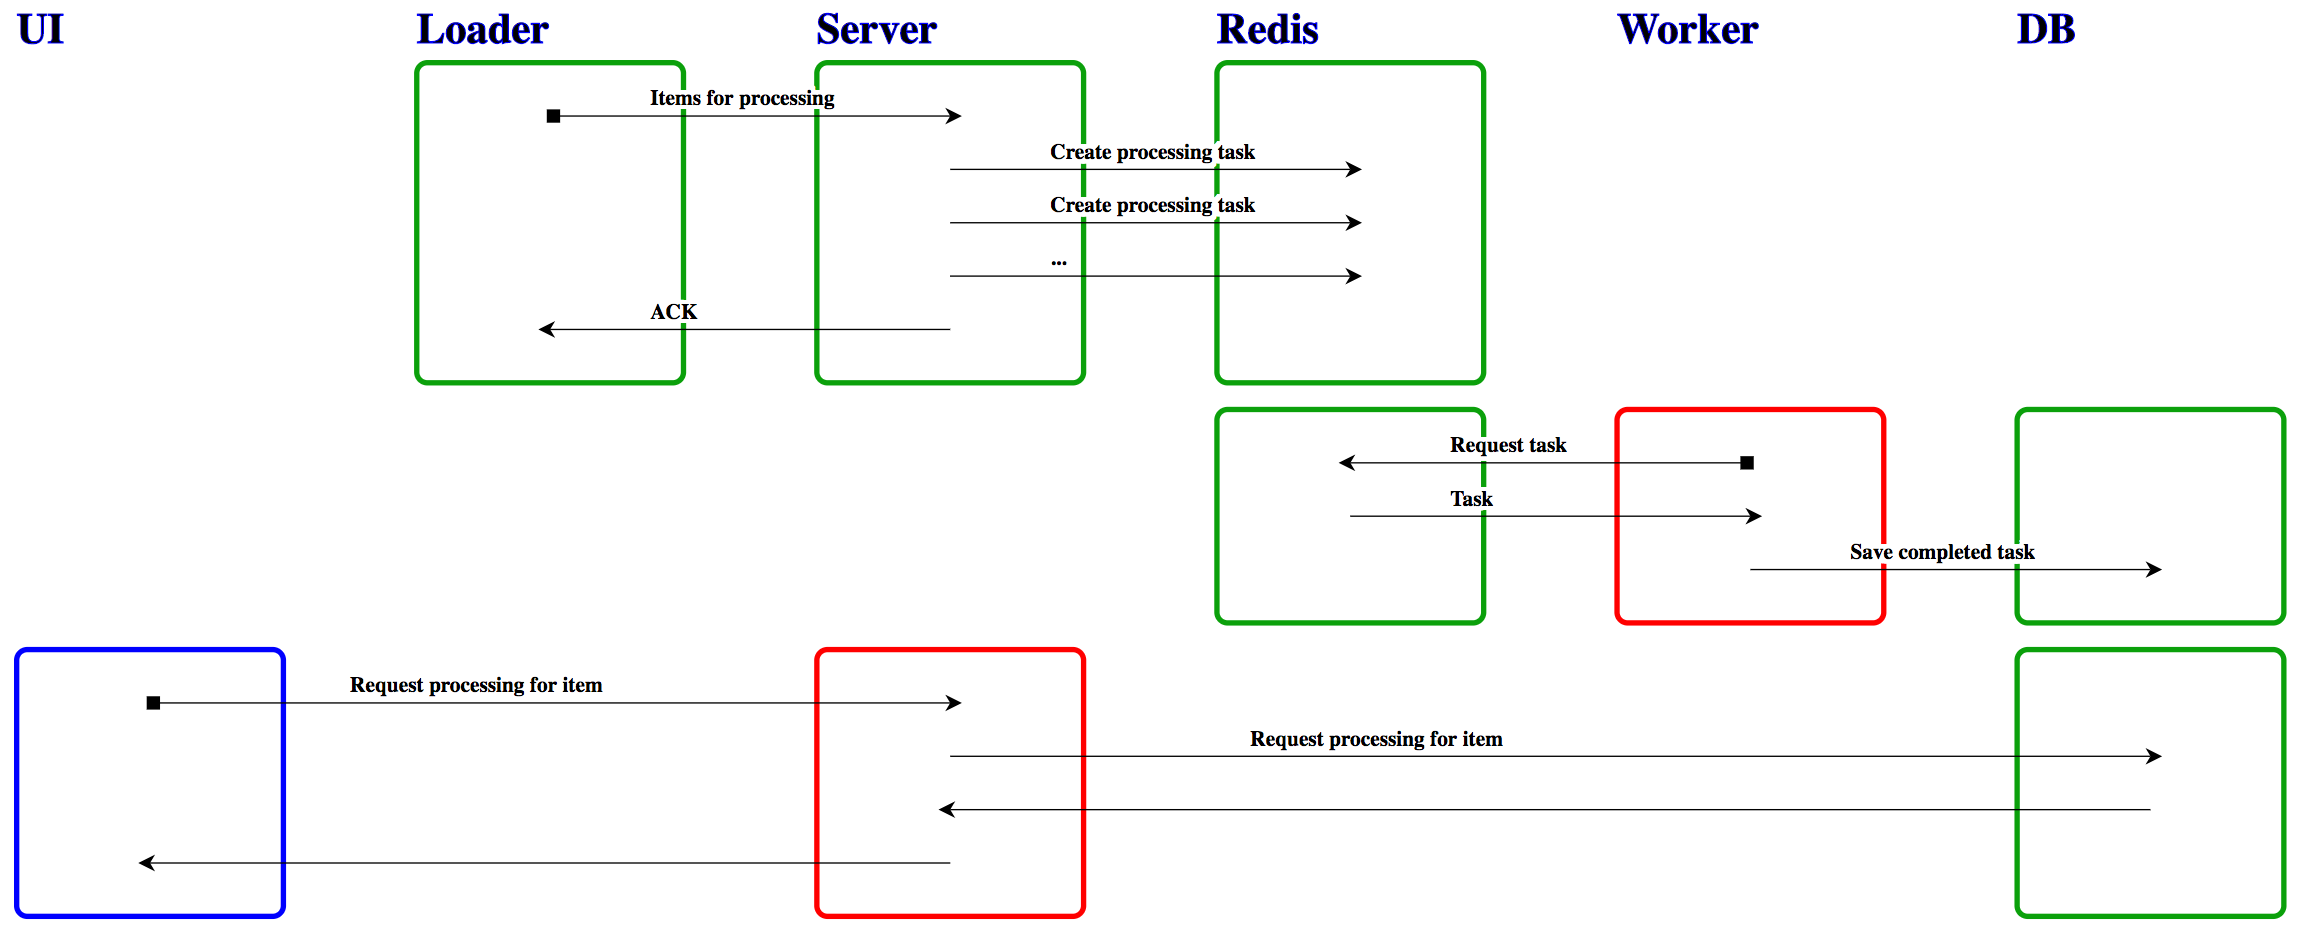 UI Loader Server Redis Worker DB
Items for processing
Create processing task
Create processing task
...
ACK
Request task
Task
Save completed task
Request processing for item
Request processing for item